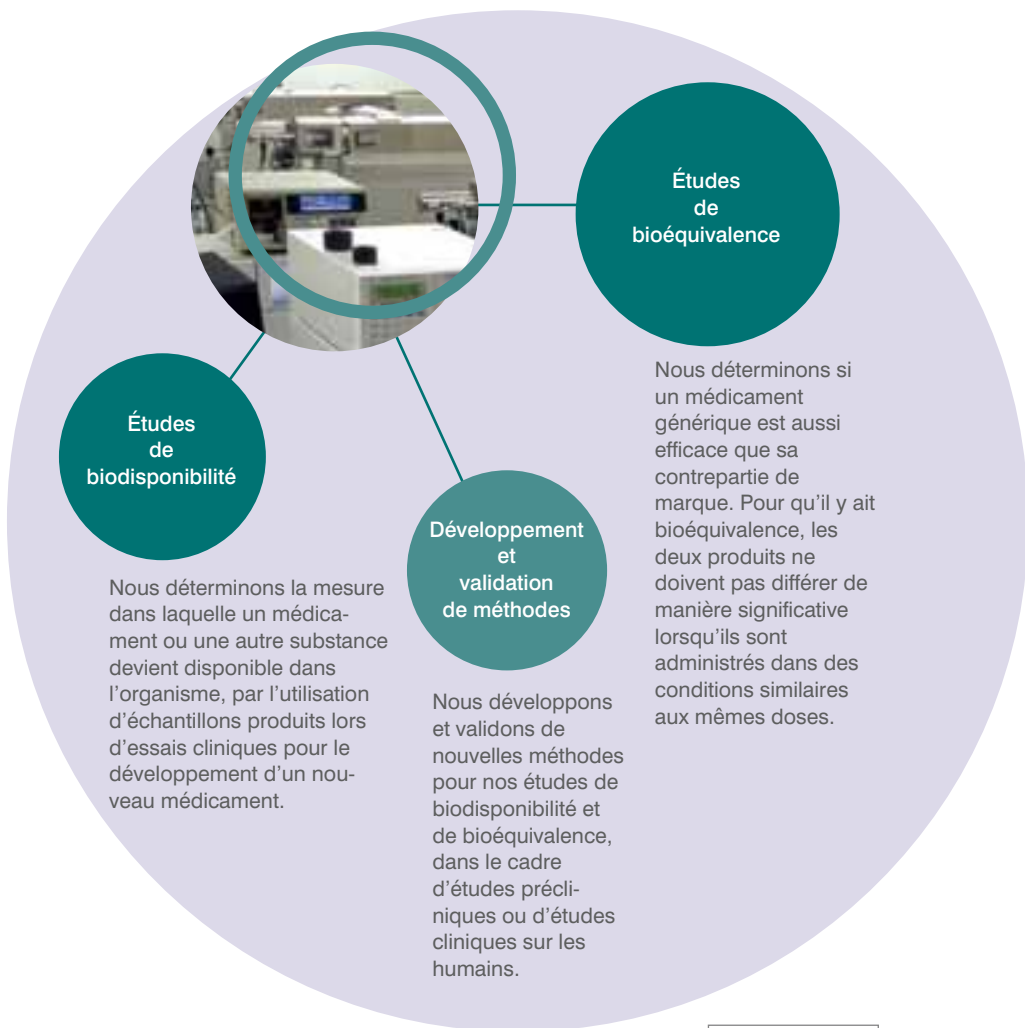 Études
de
bioéquivalence
Nous déterminons si
un médicament
générique est aussi
efficace que sa
contrepartie de
marque. Pour qu’il y ait
bioéquivalence, les
deux produits ne
doivent pas différer de
manière significative
lorsqu’ils sont
administrés dans des
conditions similaires
aux mêmes doses.
Études
de
biodisponibilité
Nous déterminons la mesure
dans laquelle un médica-
ment ou une autre substance
devient disponible dans
l’organisme, par l’utilisation
d’échantillons produits lors
d’essais cliniques pour le
développement d’un nou-
veau médicament.
Développement
et
validation
de méthodes
Nous développons
et validons de
nouvelles méthodes
pour nos études de
biodisponibilité et
de bioéquivalence,
dans le cadre
d’études précli-
niques ou d’études
cliniques sur les
humains.